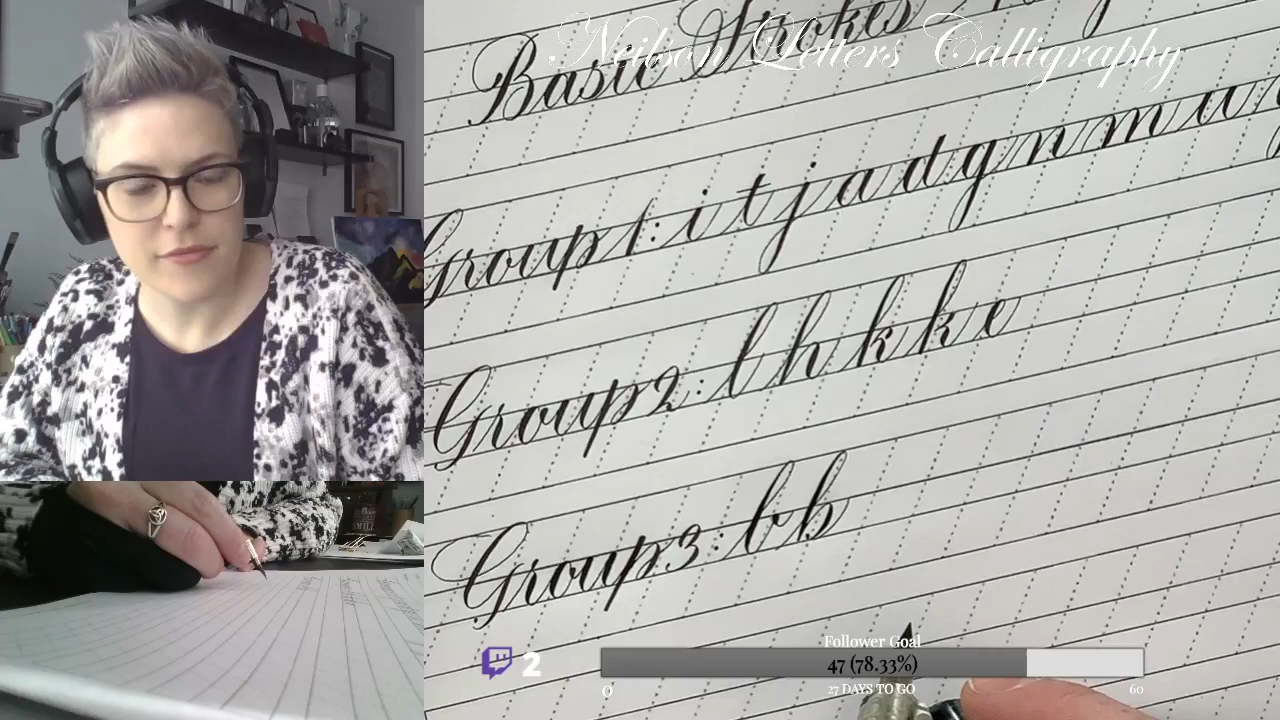 Neilson Letters Calligraphy
Basic Strokes
Group 1: i t j a d g n m u
Group 2: l h k k e
Group 3: b b
Follower Goal
2
47 (78.33%)
0
27 DAYS TO GO
60